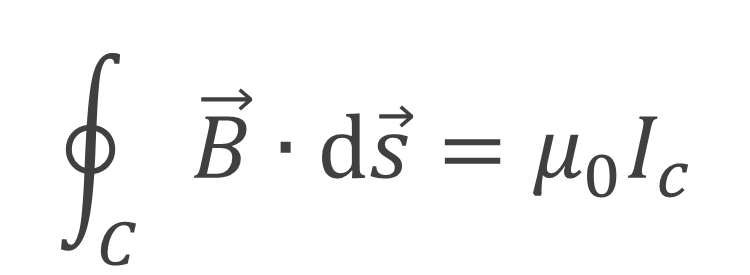 ∮_C B⃗ · ds⃗ = μ₀I_c